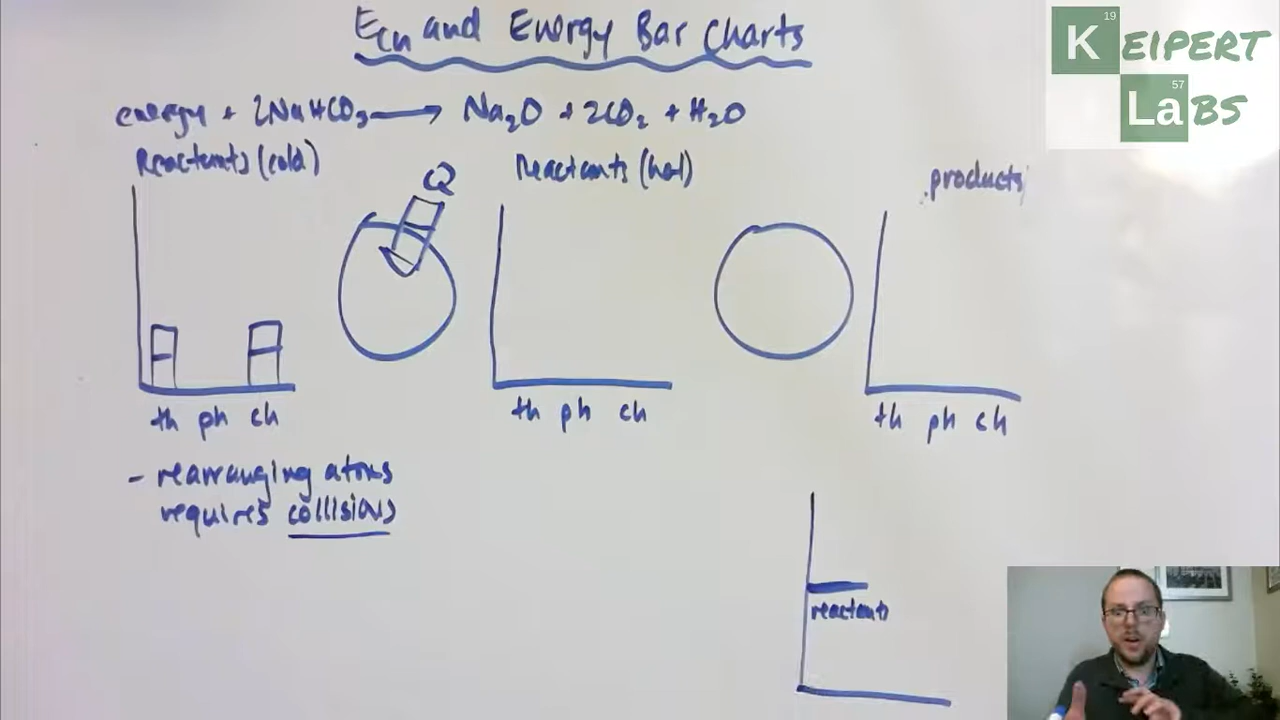 E_ch and Energy Bar Charts
19
KEIPERT
57
LaBS
energy + 2NaHCO₃ → Na₂O + 2CO₂ + H₂O
Reactants (cold)
Reactants (hot)
products
Q
th ph ch
th ph ch
th ph ch
- rearranging atoms
requires collisions
reactants